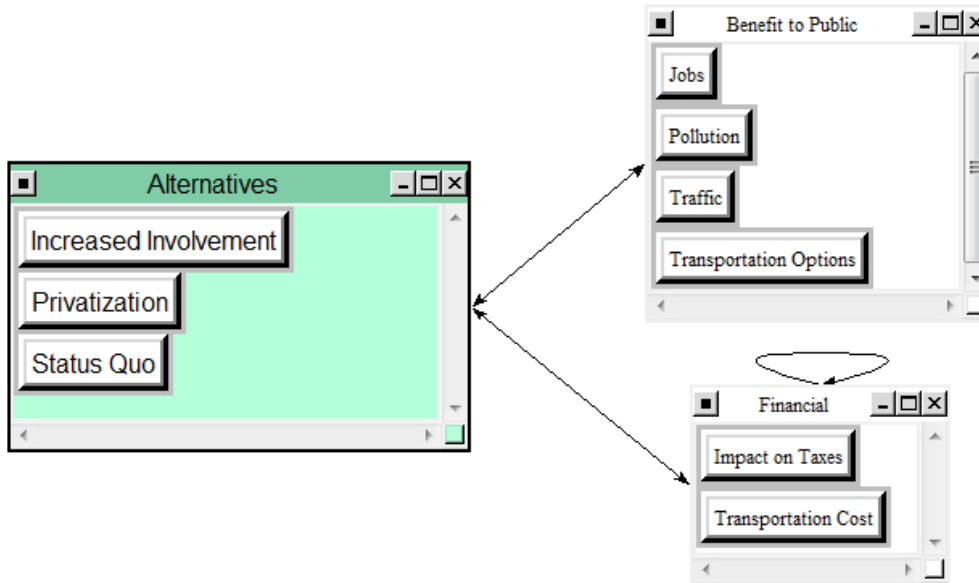 Alternatives
Increased Involvement
Privatization
Status Quo
Benefit to Public
Jobs
Pollution
Traffic
Transportation Options
Financial
Impact on Taxes
Transportation Cost